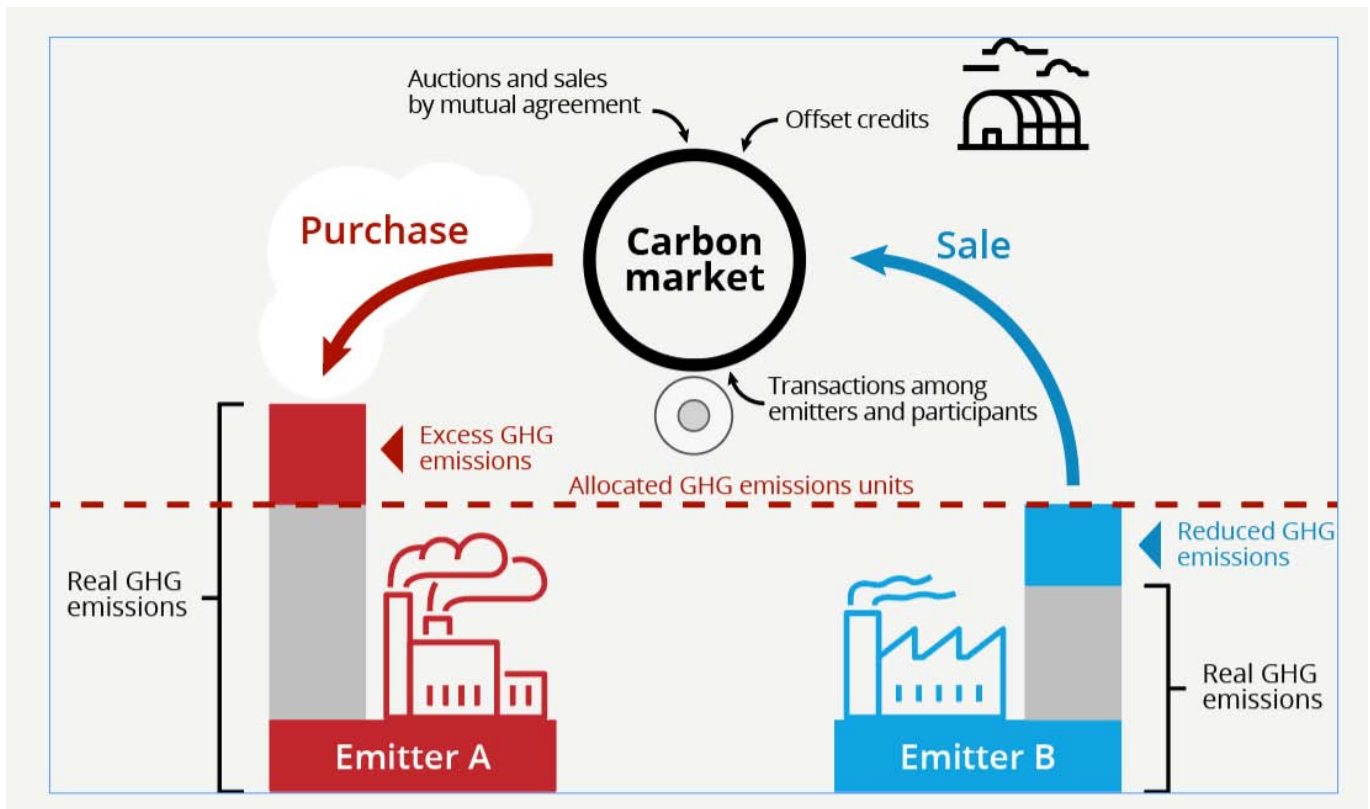 Auctions and sales
by mutual agreement
Offset credits
Purchase
Carbon
market
Sale
Transactions among
emitters and participants
Excess GHG
emissions
Allocated GHG emissions units
Reduced GHG
emissions
Real GHG
emissions
Real GHG
emissions
Emitter A
Emitter B